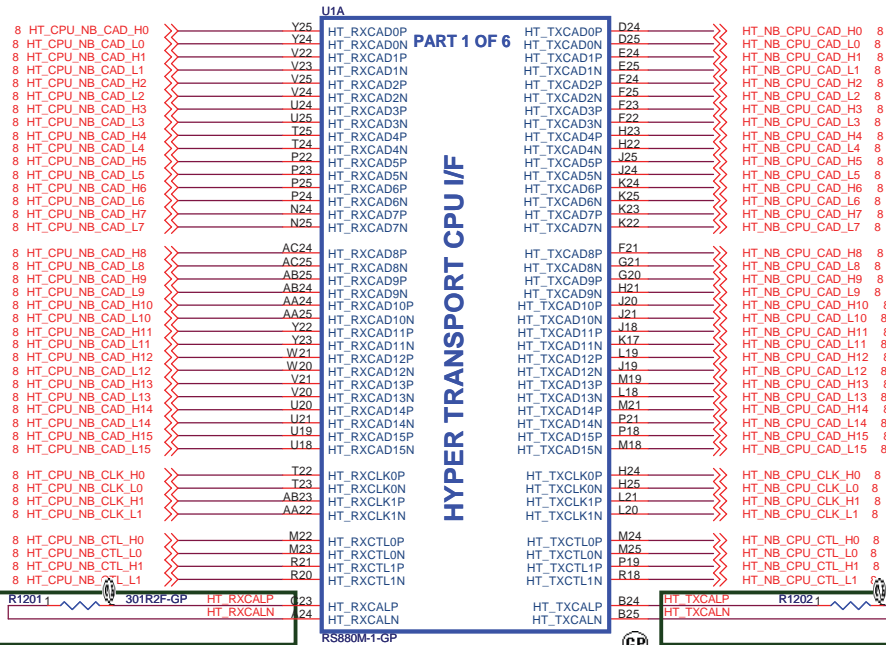 U1A
8 HT_CPU_NB_CAD_H0 Y25 HT_RXCAD0P PART 1 OF 6 HT_TXCAD0P D24 HT_NB_CPU_CAD_H0 8
8 HT_CPU_NB_CAD_L0 Y24 HT_RXCAD0N HT_TXCAD0N D25 HT_NB_CPU_CAD_L0 8
8 HT_CPU_NB_CAD_H1 V22 HT_RXCAD1P HT_TXCAD1P E24 HT_NB_CPU_CAD_H1 8
8 HT_CPU_NB_CAD_L1 V23 HT_RXCAD1N HT_TXCAD1N E25 HT_NB_CPU_CAD_L1 8
8 HT_CPU_NB_CAD_H2 V25 HT_RXCAD2P HT_TXCAD2P F24 HT_NB_CPU_CAD_H2 8
8 HT_CPU_NB_CAD_L2 V24 HT_RXCAD2N HT_TXCAD2N F25 HT_NB_CPU_CAD_L2 8
8 HT_CPU_NB_CAD_H3 U24 HT_RXCAD3P HT_TXCAD3P F23 HT_NB_CPU_CAD_H3 8
8 HT_CPU_NB_CAD_L3 U25 HT_RXCAD3N HT_TXCAD3N F22 HT_NB_CPU_CAD_L3 8
8 HT_CPU_NB_CAD_H4 T25 HT_RXCAD4P HT_TXCAD4P H23 HT_NB_CPU_CAD_H4 8
8 HT_CPU_NB_CAD_L4 T24 HT_RXCAD4N HT_TXCAD4N H22 HT_NB_CPU_CAD_L4 8
8 HT_CPU_NB_CAD_H5 P22 HT_RXCAD5P HT_TXCAD5P J25 HT_NB_CPU_CAD_H5 8
8 HT_CPU_NB_CAD_L5 P23 HT_RXCAD5N HT_TXCAD5N J24 HT_NB_CPU_CAD_L5 8
8 HT_CPU_NB_CAD_H6 P25 HT_RXCAD6P HT_TXCAD6P K24 HT_NB_CPU_CAD_H6 8
8 HT_CPU_NB_CAD_L6 P24 HT_RXCAD6N HT_TXCAD6N K25 HT_NB_CPU_CAD_L6 8
8 HT_CPU_NB_CAD_H7 N24 HT_RXCAD7P HT_TXCAD7P K23 HT_NB_CPU_CAD_H7 8
8 HT_CPU_NB_CAD_L7 N25 HT_RXCAD7N HT_TXCAD7N K22 HT_NB_CPU_CAD_L7 8
HYPER TRANSPORT CPU I/F
8 HT_CPU_NB_CAD_H8 AC24 HT_RXCAD8P HT_TXCAD8P F21 HT_NB_CPU_CAD_H8 8
8 HT_CPU_NB_CAD_L8 AC25 HT_RXCAD8N HT_TXCAD8N G21 HT_NB_CPU_CAD_L8 8
8 HT_CPU_NB_CAD_H9 AB25 HT_RXCAD9P HT_TXCAD9P G20 HT_NB_CPU_CAD_H9 8
8 HT_CPU_NB_CAD_L9 AB24 HT_RXCAD9N HT_TXCAD9N H21 HT_NB_CPU_CAD_L9 8
8 HT_CPU_NB_CAD_H10 AA24 HT_RXCAD10P HT_TXCAD10P J20 HT_NB_CPU_CAD_H10 8
8 HT_CPU_NB_CAD_L10 AA25 HT_RXCAD10N HT_TXCAD10N J21 HT_NB_CPU_CAD_L10 8
8 HT_CPU_NB_CAD_H11 Y22 HT_RXCAD11P HT_TXCAD11P J18 HT_NB_CPU_CAD_H11 8
8 HT_CPU_NB_CAD_L11 Y23 HT_RXCAD11N HT_TXCAD11N K17 HT_NB_CPU_CAD_L11 8
8 HT_CPU_NB_CAD_H12 W21 HT_RXCAD12P HT_TXCAD12P L19 HT_NB_CPU_CAD_H12 8
8 HT_CPU_NB_CAD_L12 W20 HT_RXCAD12N HT_TXCAD12N J19 HT_NB_CPU_CAD_L12 8
8 HT_CPU_NB_CAD_H13 V21 HT_RXCAD13P HT_TXCAD13P M19 HT_NB_CPU_CAD_H13 8
8 HT_CPU_NB_CAD_L13 V20 HT_RXCAD13N HT_TXCAD13N L18 HT_NB_CPU_CAD_L13 8
8 HT_CPU_NB_CAD_H14 U20 HT_RXCAD14P HT_TXCAD14P M21 HT_NB_CPU_CAD_H14 8
8 HT_CPU_NB_CAD_L14 U21 HT_RXCAD14N HT_TXCAD14N P21 HT_NB_CPU_CAD_L14 8
8 HT_CPU_NB_CAD_H15 U19 HT_RXCAD15P HT_TXCAD15P P18 HT_NB_CPU_CAD_H15 8
8 HT_CPU_NB_CAD_L15 U18 HT_RXCAD15N HT_TXCAD15N M18 HT_NB_CPU_CAD_L15 8
8 HT_CPU_NB_CLK_H0 T22 HT_RXCLK0P HT_TXCLK0P H24 HT_NB_CPU_CLK_H0 8
8 HT_CPU_NB_CLK_L0 T23 HT_RXCLK0N HT_TXCLK0N H25 HT_NB_CPU_CLK_L0 8
8 HT_CPU_NB_CLK_H1 AB23 HT_RXCLK1P HT_TXCLK1P L21 HT_NB_CPU_CLK_H1 8
8 HT_CPU_NB_CLK_L1 AA22 HT_RXCLK1N HT_TXCLK1N L20 HT_NB_CPU_CLK_L1 8
8 HT_CPU_NB_CTL_H0 M22 HT_RXCTL0P HT_TXCTL0P M24 HT_NB_CPU_CTL_H0 8
8 HT_CPU_NB_CTL_L0 M23 HT_RXCTL0N HT_TXCTL0N M25 HT_NB_CPU_CTL_L0 8
8 HT_CPU_NB_CTL_H1 R21 HT_RXCTL1P HT_TXCTL1P P19 HT_NB_CPU_CTL_H1 8
8 HT_CPU_NB_CTL_L1 R20 HT_RXCTL1N HT_TXCTL1N R18 HT_NB_CPU_CTL_L1
R1201 1 301R2F-GP HT_RXCALP C23 HT_RXCALP HT_TXCALP B24 HT_TXCALP R1202 1
HT_RXCALN A24 HT_RXCALN HT_TXCALN B25 HT_TXCALN
RS880M-1-GP GP